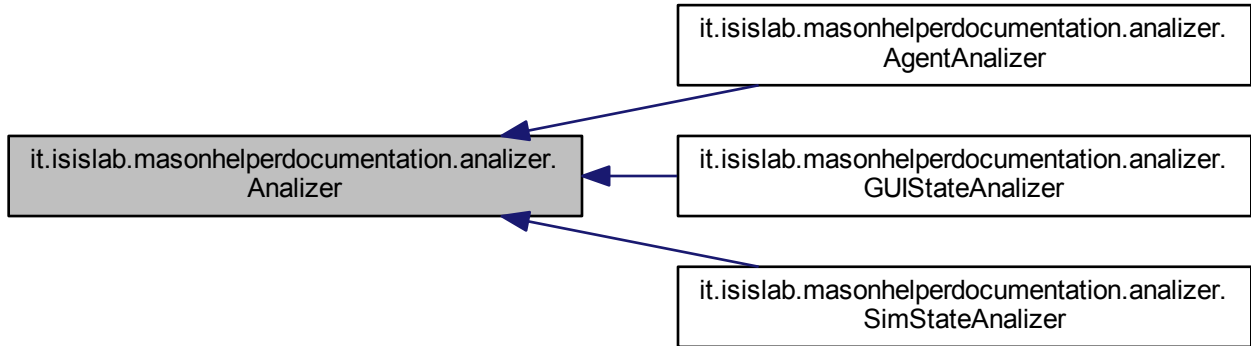 it.isislab.masonhelperdocumentation.analizer.
AgentAnalizer
it.isislab.masonhelperdocumentation.analizer.
Analizer
it.isislab.masonhelperdocumentation.analizer.
GUIStateAnalizer
it.isislab.masonhelperdocumentation.analizer.
SimStateAnalizer